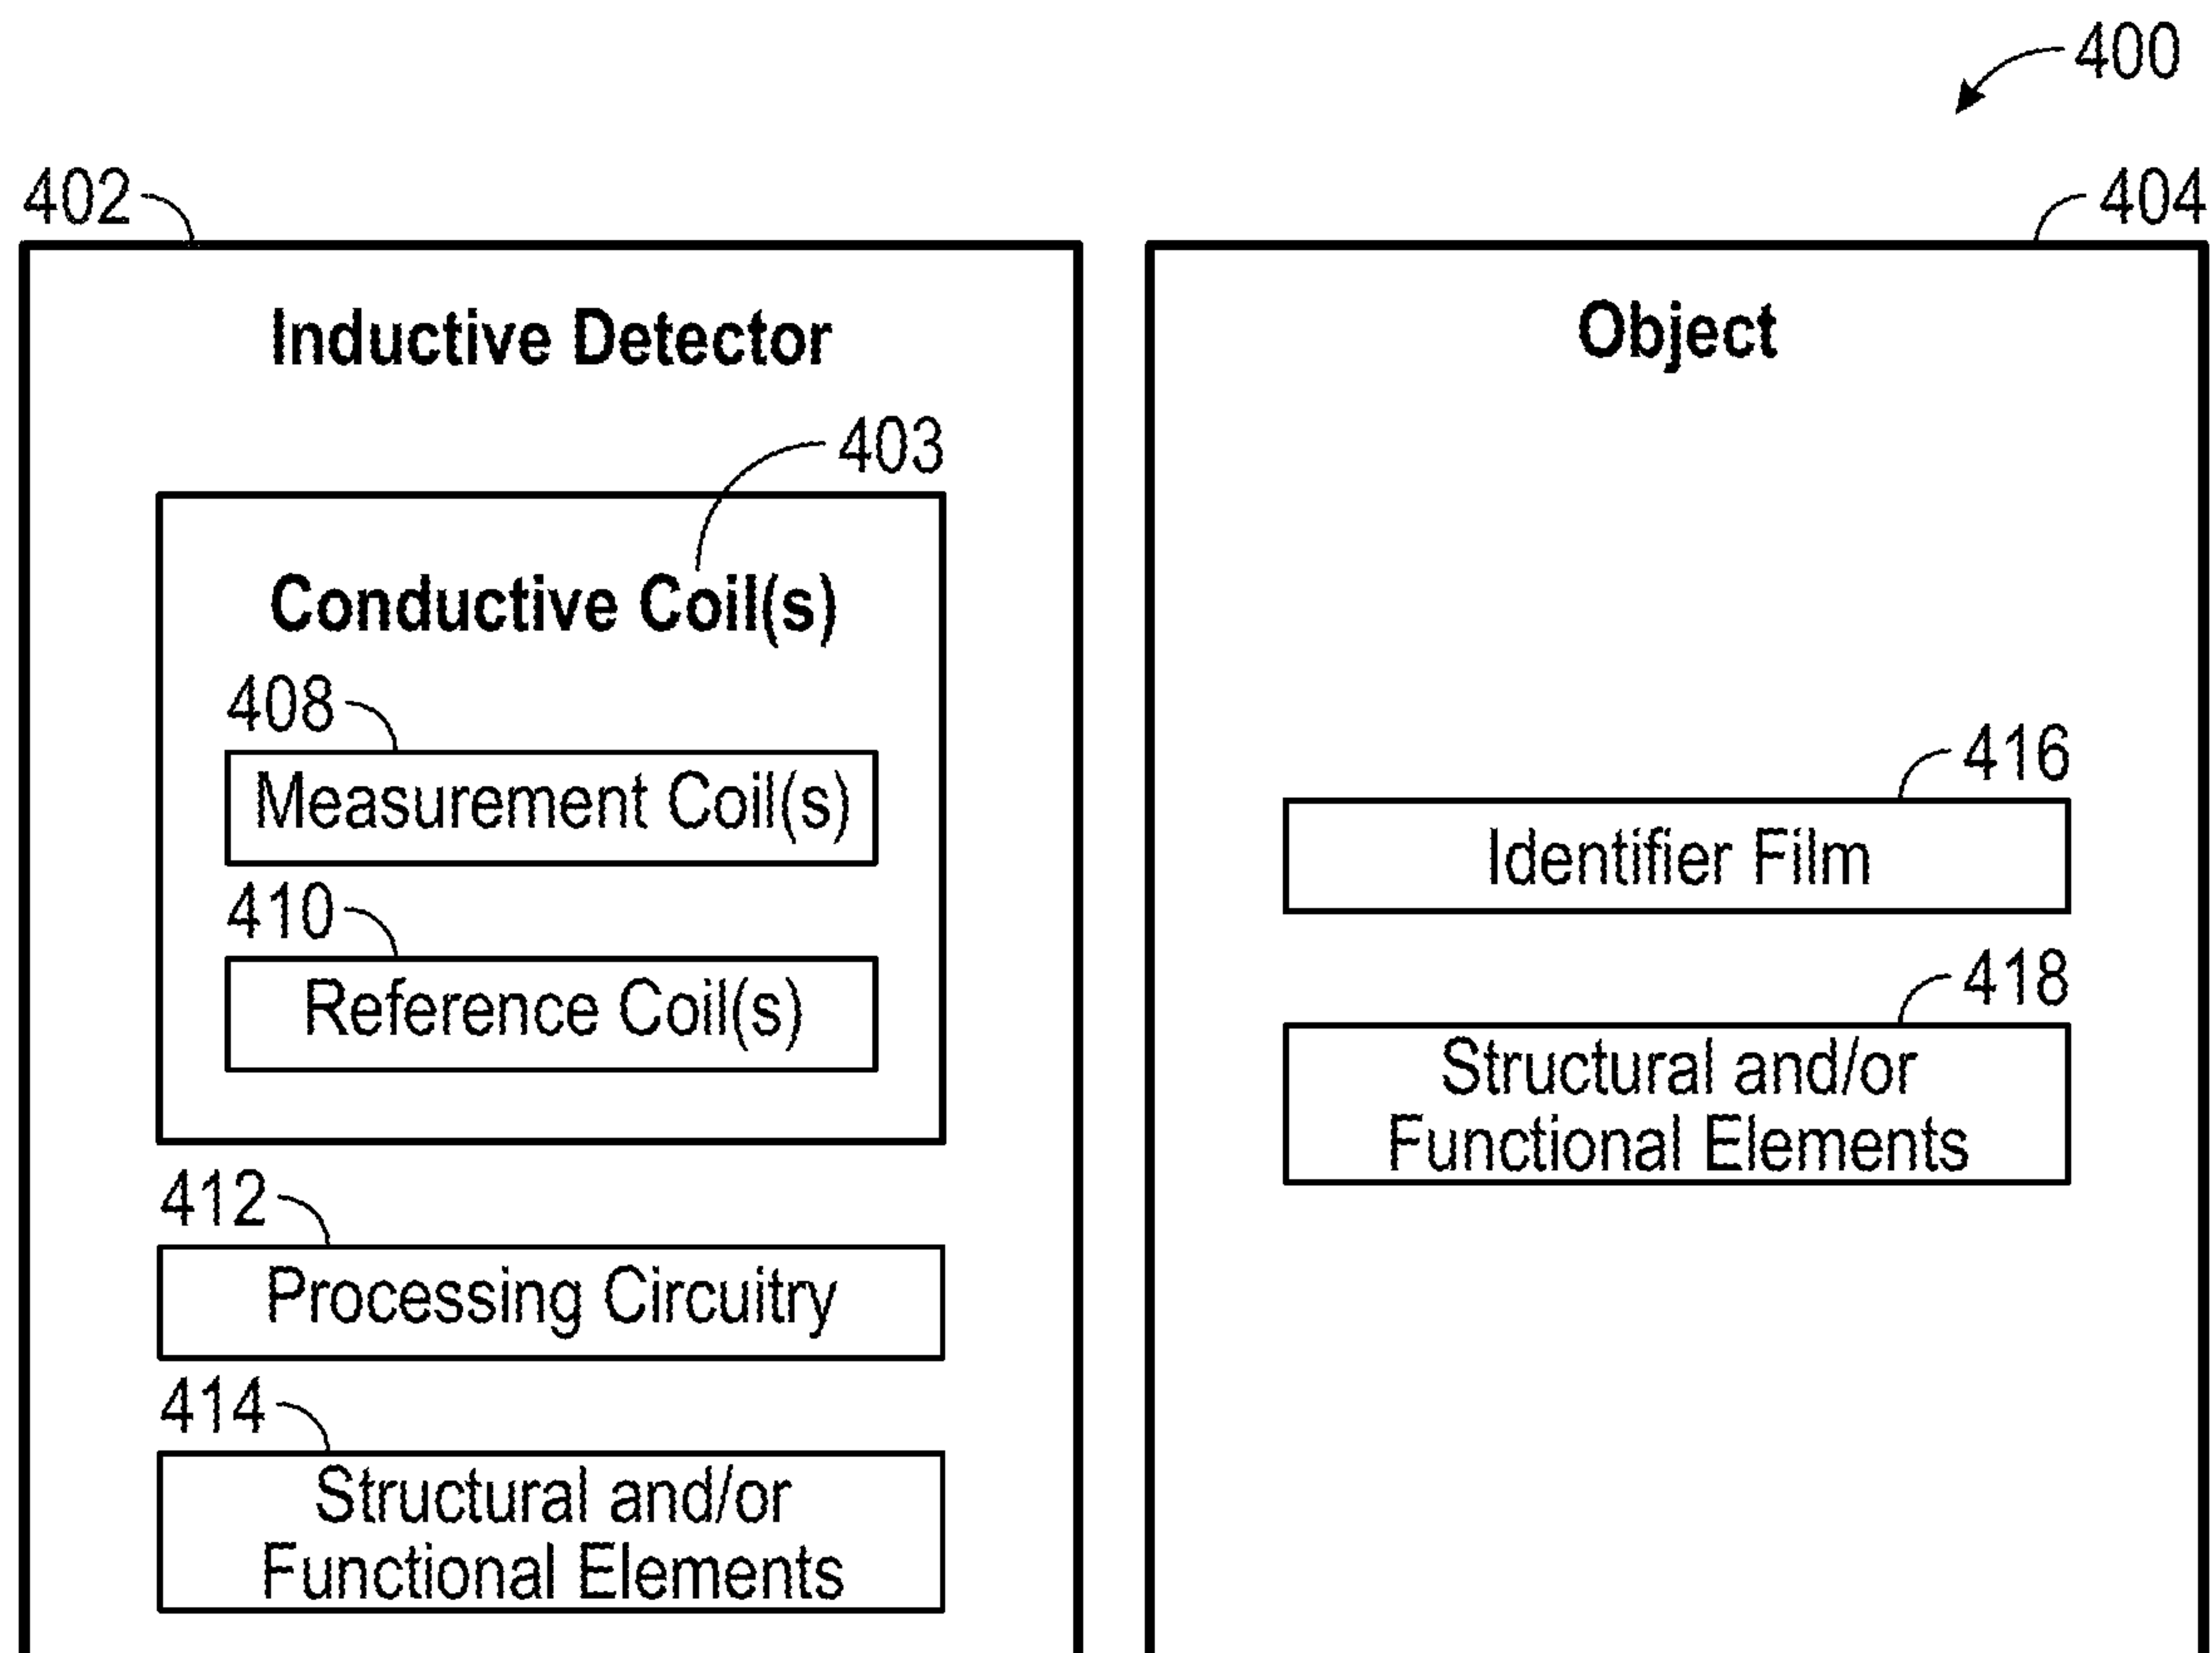 400
402
404
Inductive Detector
403
Conductive Coil(s)
408
Measurement Coil(s)
410
Reference Coil(s)
412
Processing Circuitry
414
Structural and/or
Functional Elements
Object
416
Identifier Film
418
Structural and/or
Functional Elements